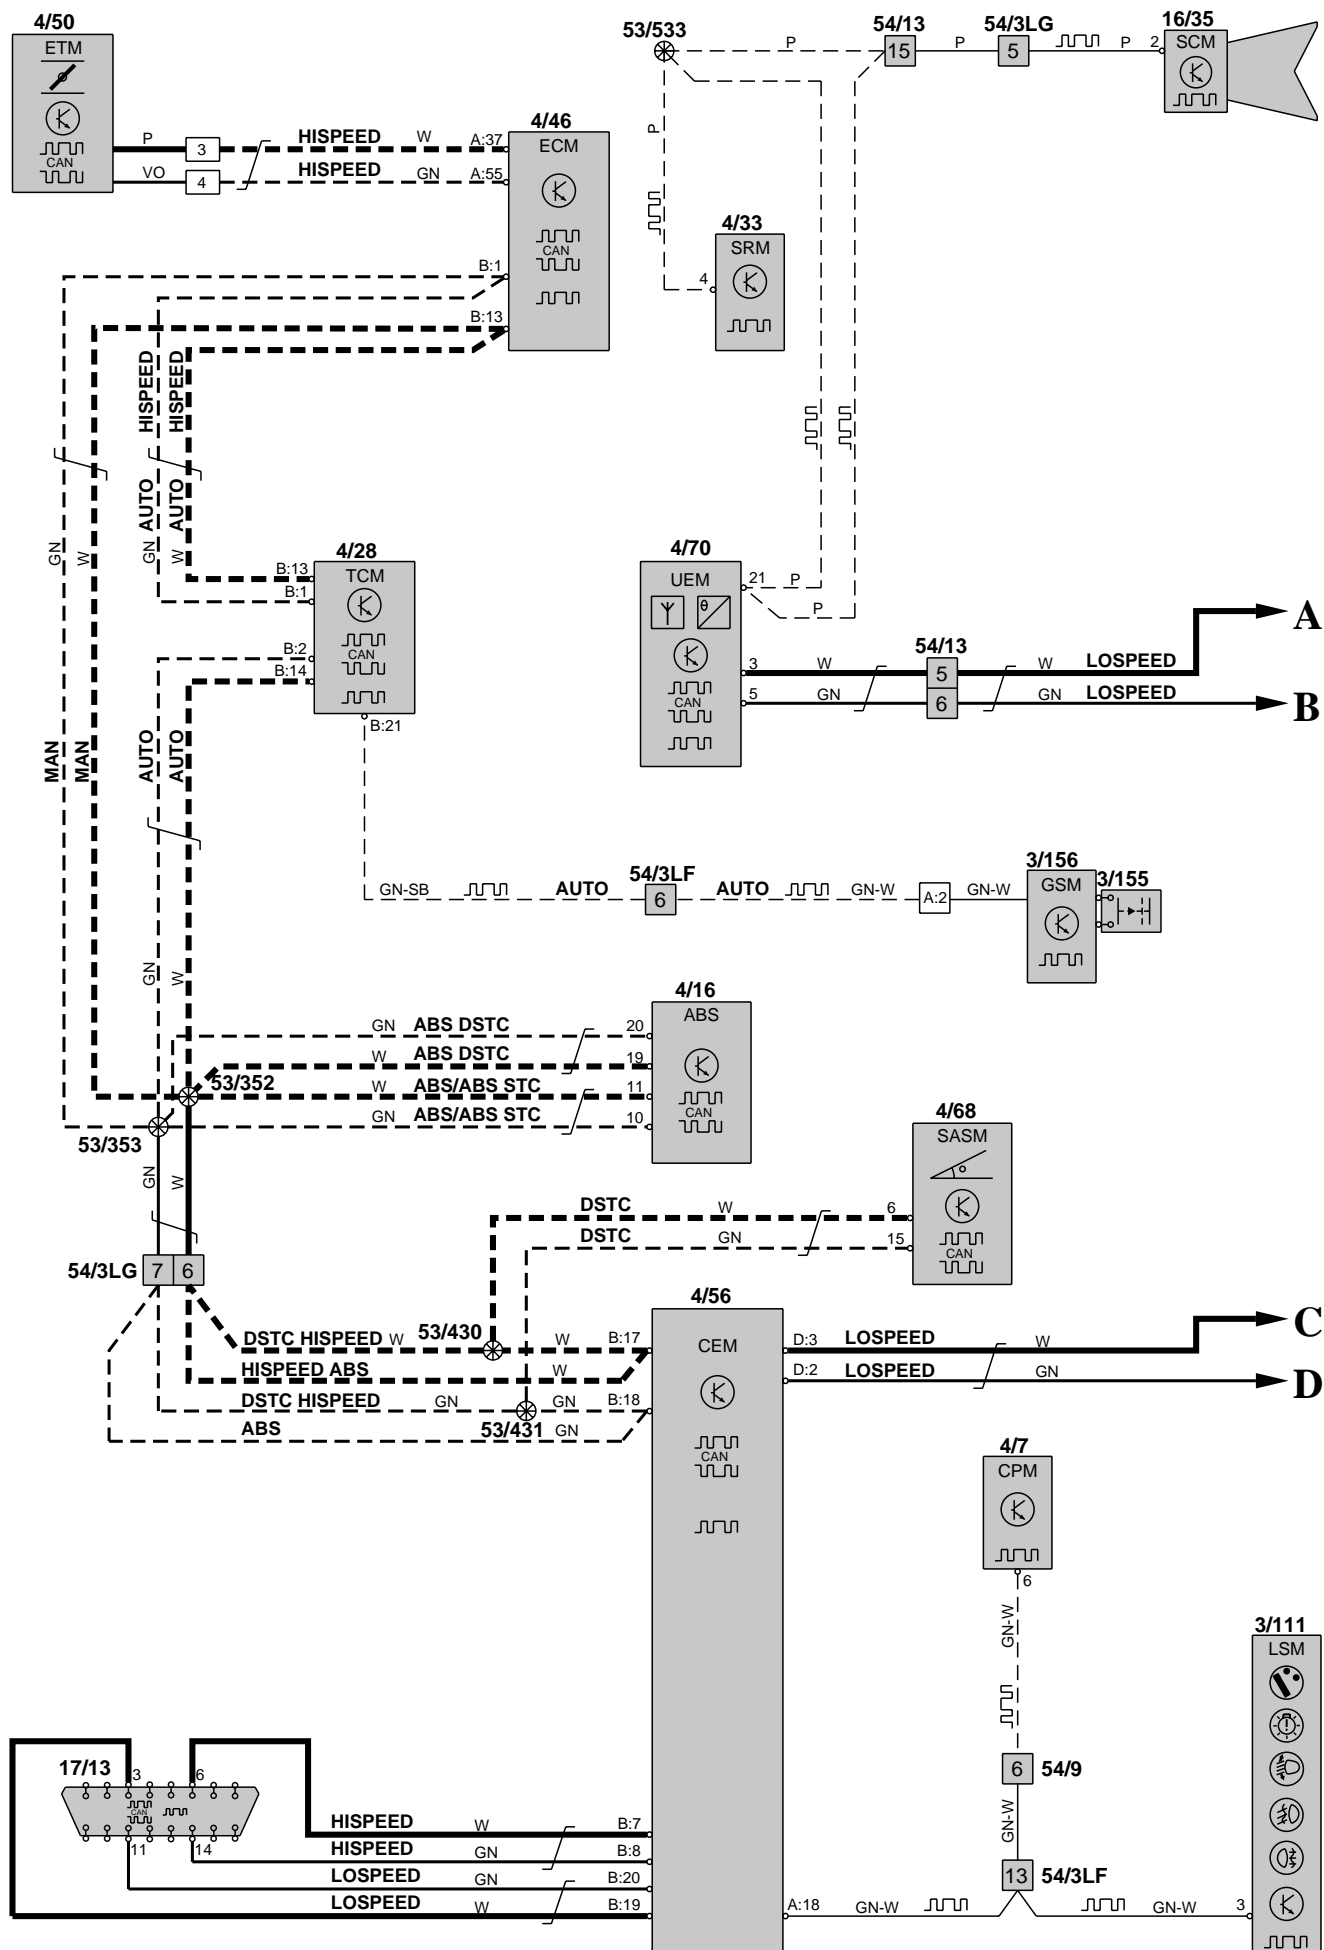 4/50
ETM
CAN
P
3
HISPEED
W
A:37
VO
4
HISPEED
GN
A:55
4/46
ECM
CAN
B:1
B:13
53/533
P
54/13
15
P
54/3LG
5
P
2
16/35
SCM
P
4/33
SRM
4
HISPEED
HISPEED
AUTO
AUTO
GN
W
GN
W
4/28
TCM
CAN
B:13
B:1
B:2
B:14
B:21
4/70
UEM
θ
CAN
21
P
P
3
W
5
GN
54/13
5
6
W
LOSPEED
A
GN
LOSPEED
B
MAN
MAN
AUTO
AUTO
GN
W
GN-SB
AUTO
54/3LF
6
AUTO
GN-W
A:2
GN-W
3/156
GSM
3/155
4/16
ABS
CAN
GN
ABS DSTC
20
W
ABS DSTC
19
53/352
W
ABS/ABS STC
11
GN
ABS/ABS STC
10
53/353
GN
W
4/68
SASM
CAN
DSTC
W
6
DSTC
GN
15
54/3LG
7
6
4/56
CEM
CAN
DSTC HISPEED
W
53/430
W
B:17
HISPEED ABS
W
DSTC HISPEED
GN
GN
B:18
ABS
53/431
GN
D:3
LOSPEED
W
C
D:2
LOSPEED
GN
D
4/7
CPM
6
GN-W
6
54/9
GN-W
13
54/3LF
3/111
LSM
17/13
3
6
CAN
11
14
HISPEED
W
B:7
HISPEED
GN
B:8
LOSPEED
GN
B:20
LOSPEED
W
B:19
A:18
GN-W
GN-W
3